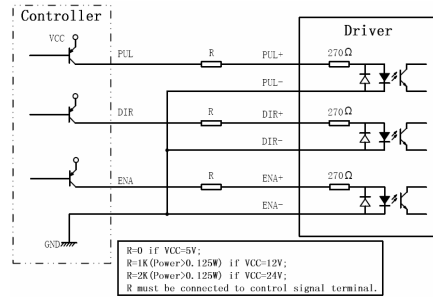 Controller
Driver
VCC
PUL R PUL+ 270Ω
PUL-
DIR R DIR+ 270Ω
DIR-
ENA R ENA+ 270Ω
ENA-
GND
R=0 if VCC=5V;
R=1K(Power>0.125W) if VCC=12V;
R=2K(Power>0.125W) if VCC=24V;
R must be connected to control signal terminal.